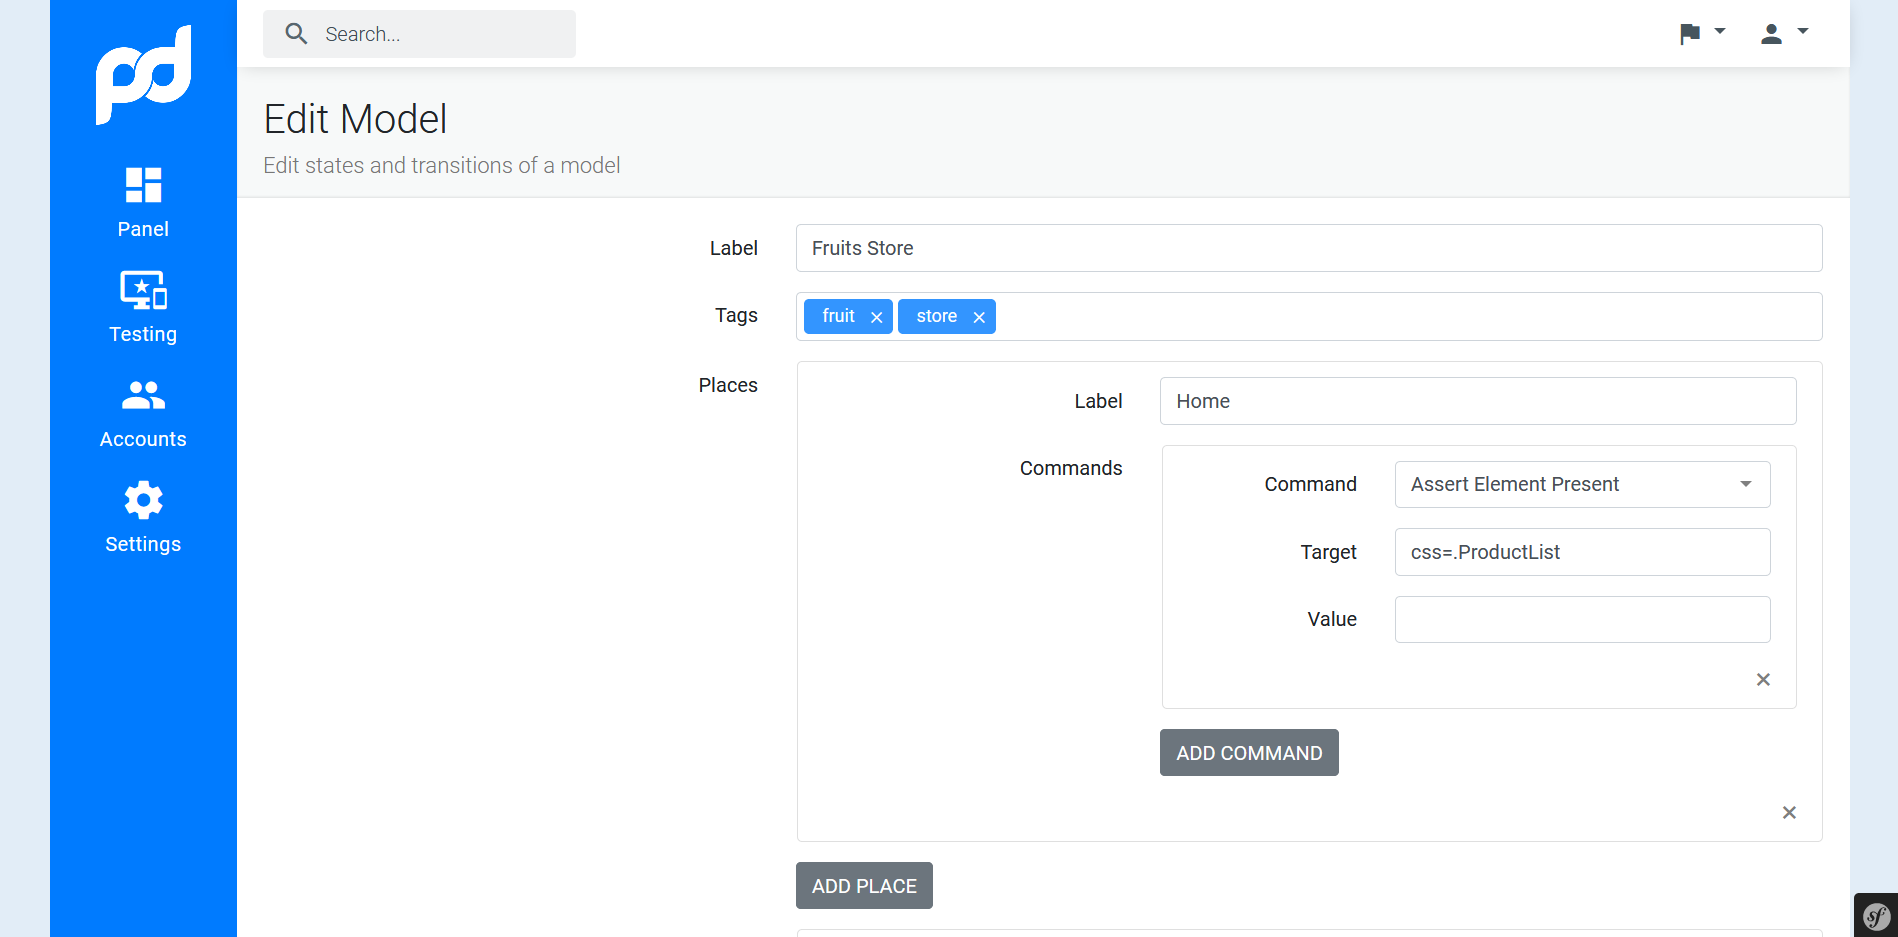 pd
Search...
Edit Model
Edit states and transitions of a model
Panel
Testing
Accounts
Settings
Label
Fruits Store
Tags
fruit
store
Places
Label
Home
Commands
Command
Assert Element Present
Target
css=.ProductList
Value
ADD COMMAND
ADD PLACE
sf